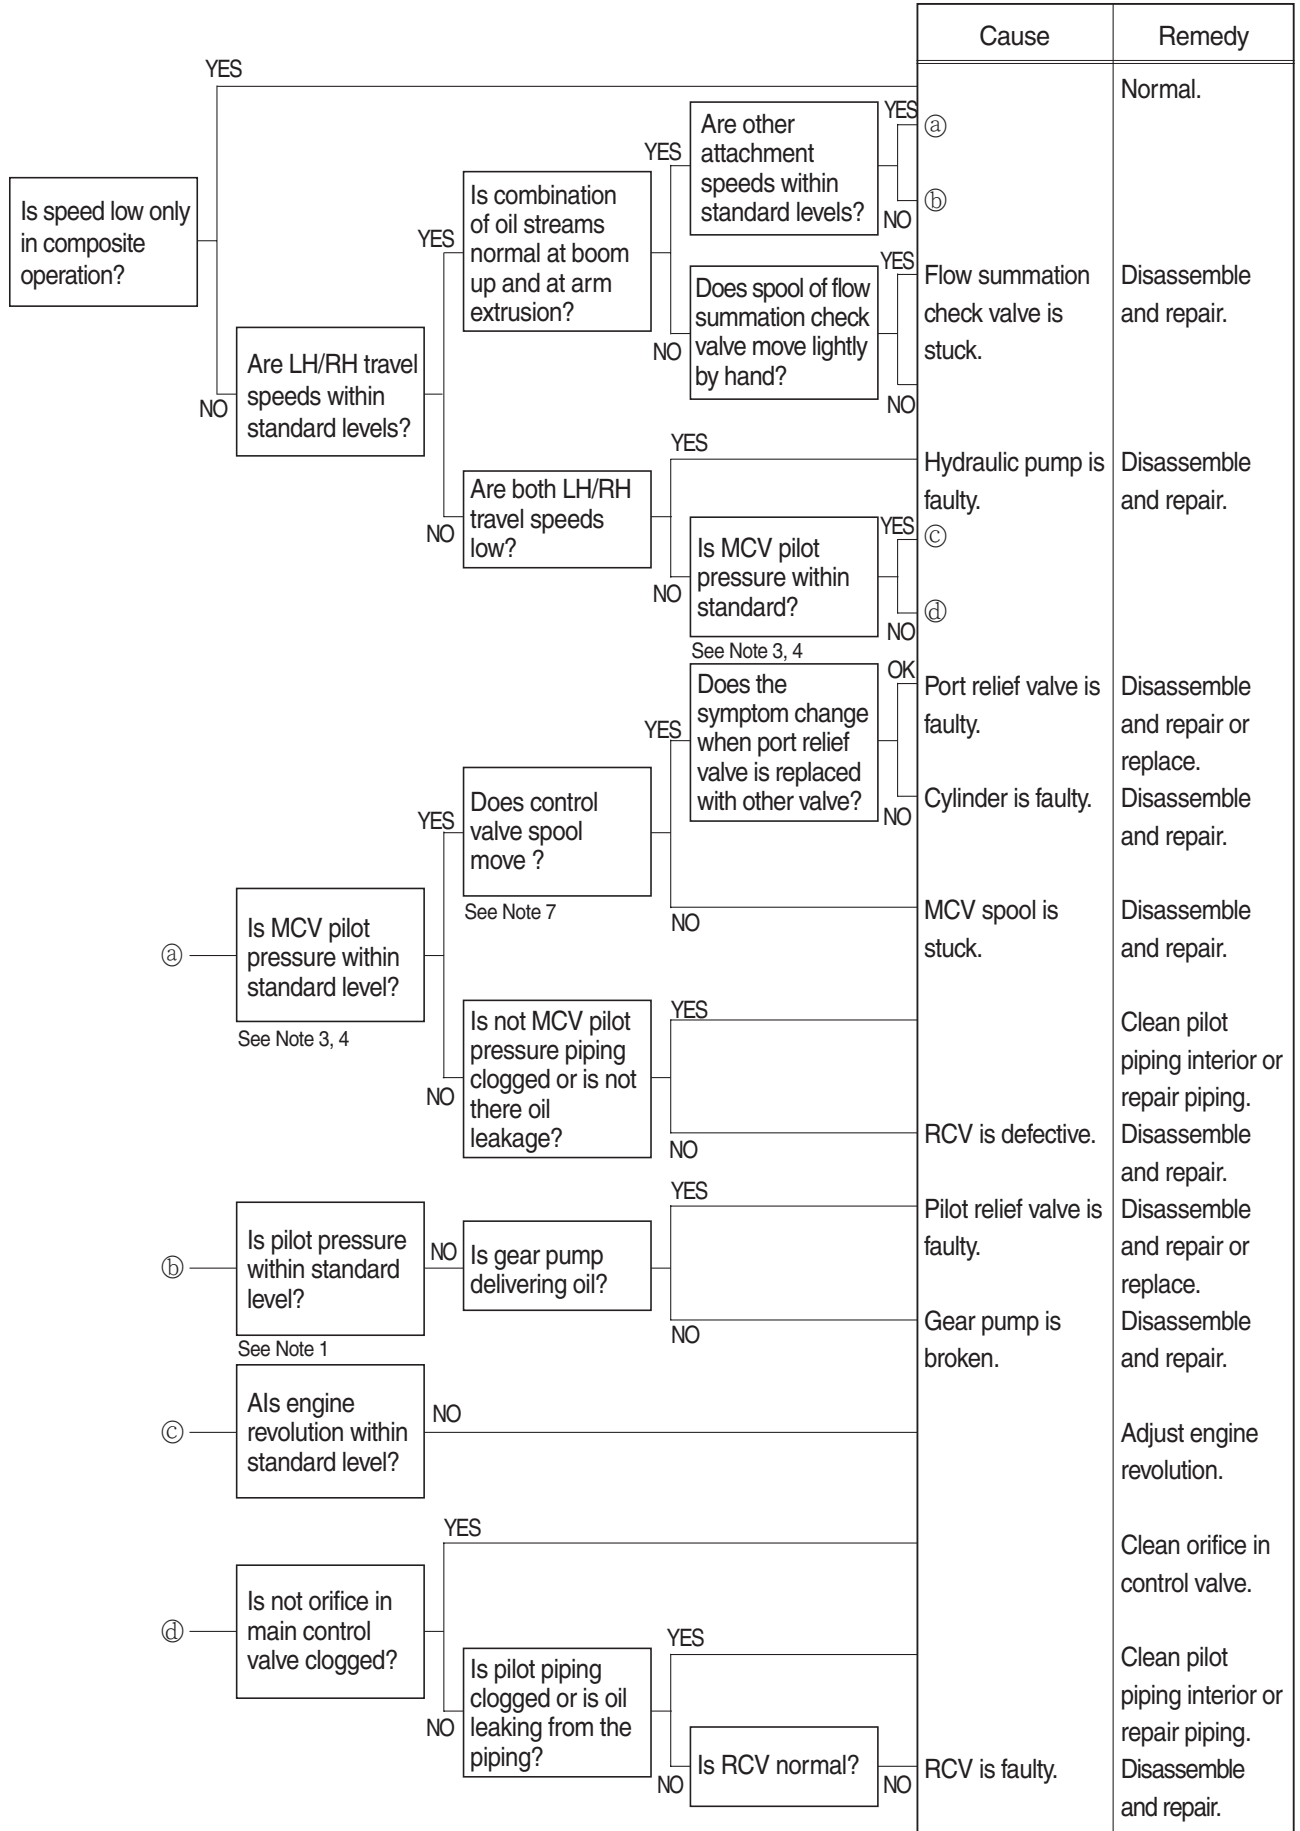 Cause
Remedy
YES
Normal.
Are other
attachment
speeds within
standard levels?
YES
ⓐ
NO
ⓑ
YES
Is combination
of oil streams
normal at boom
up and at arm
extrusion?
YES
Is speed low only
in composite
operation?
NO
Does spool of flow
summation check
valve move lightly
by hand?
YES
NO
Flow summation
check valve is
stuck.
Disassemble
and repair.
NO
Are LH/RH travel
speeds within
standard levels?
NO
Are both LH/RH
travel speeds
low?
YES
Hydraulic pump is
faulty.
Disassemble
and repair.
NO
Is MCV pilot
pressure within
standard?
See Note 3, 4
YES
ⓒ
NO
ⓓ
Does the
symptom change
when port relief
valve is replaced
with other valve?
OK
Port relief valve is
faulty.
Disassemble
and repair or
replace.
NO
Cylinder is faulty.
Disassemble
and repair.
YES
Does control
valve spool
move ?
See Note 7
YES
NO
MCV spool is
stuck.
Disassemble
and repair.
ⓐ
Is MCV pilot
pressure within
standard level?
See Note 3, 4
NO
Is not MCV pilot
pressure piping
clogged or is not
there oil
leakage?
YES
Clean pilot
piping interior or
repair piping.
NO
RCV is defective.
Disassemble
and repair.
ⓑ
Is pilot pressure
within standard
level?
See Note 1
NO
Is gear pump
delivering oil?
YES
Pilot relief valve is
faulty.
Disassemble
and repair or
replace.
NO
Gear pump is
broken.
Disassemble
and repair.
ⓒ
AIs engine
revolution within
standard level?
NO
Adjust engine
revolution.
ⓓ
Is not orifice in
main control
valve clogged?
YES
Clean orifice in
control valve.
NO
Is pilot piping
clogged or is oil
leaking from the
piping?
YES
Clean pilot
piping interior or
repair piping.
NO
Is RCV normal?
NO
RCV is faulty.
Disassemble
and repair.